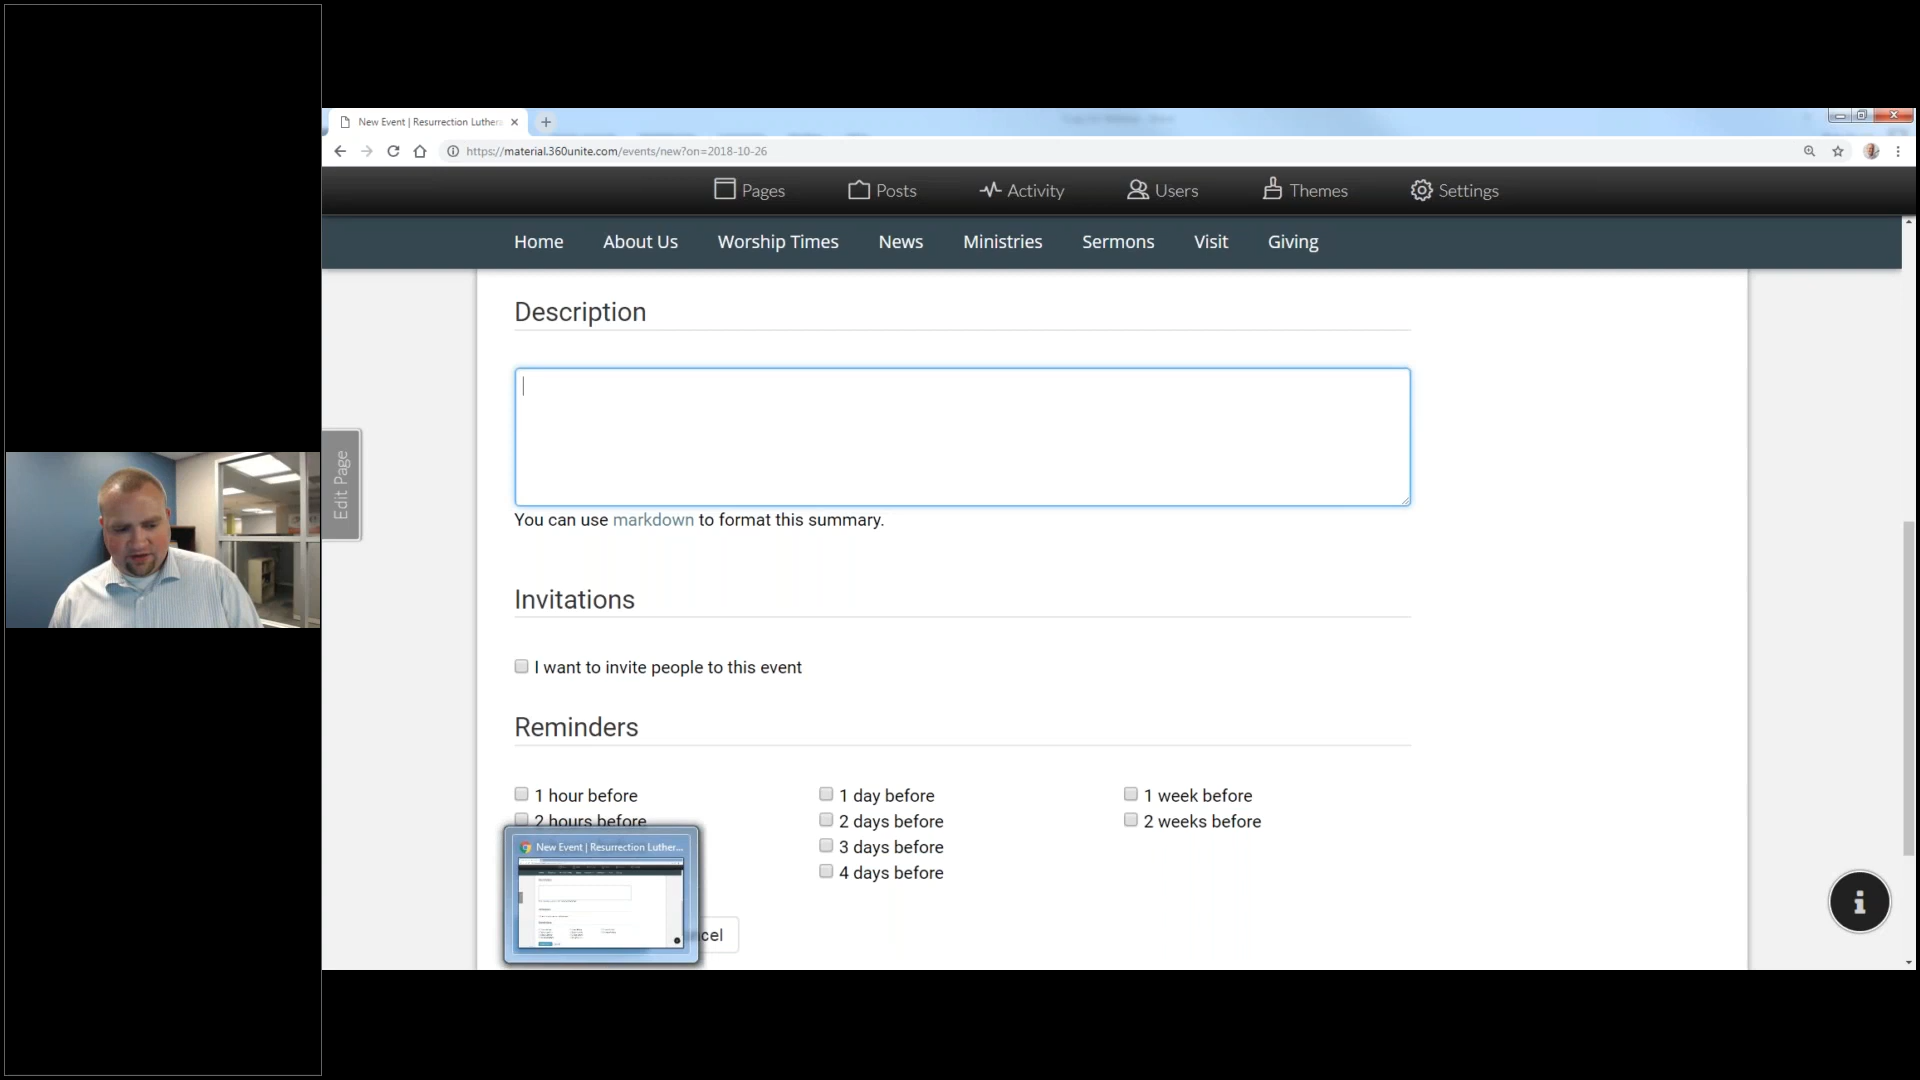 New Event | Resurrection Luthera
https://material.360unite.com/events/new?on=2018-10-26
Pages
Posts
Activity
Users
Themes
Settings
Home
About Us
Worship Times
News
Ministries
Sermons
Visit
Giving
Edit Page
Description
You can use markdown to format this summary.
Invitations
I want to invite people to this event
Reminders
1 hour before
1 day before
1 week before
2 hours before
2 days before
2 weeks before
3 days before
4 days before
New Event | Resurrection Luther...
ncel